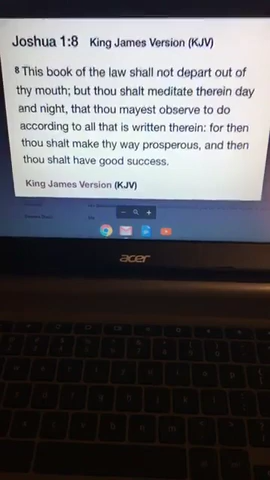 Joshua 1:8 King James Version (KJV)
8 This book of the law shall not depart out of
thy mouth; but thou shalt meditate therein day
and night, that thou mayest observe to do
according to all that is written therein: for then
thou shalt make thy way prosperous, and then
thou shalt have good success.
King James Version (KJV)
acer